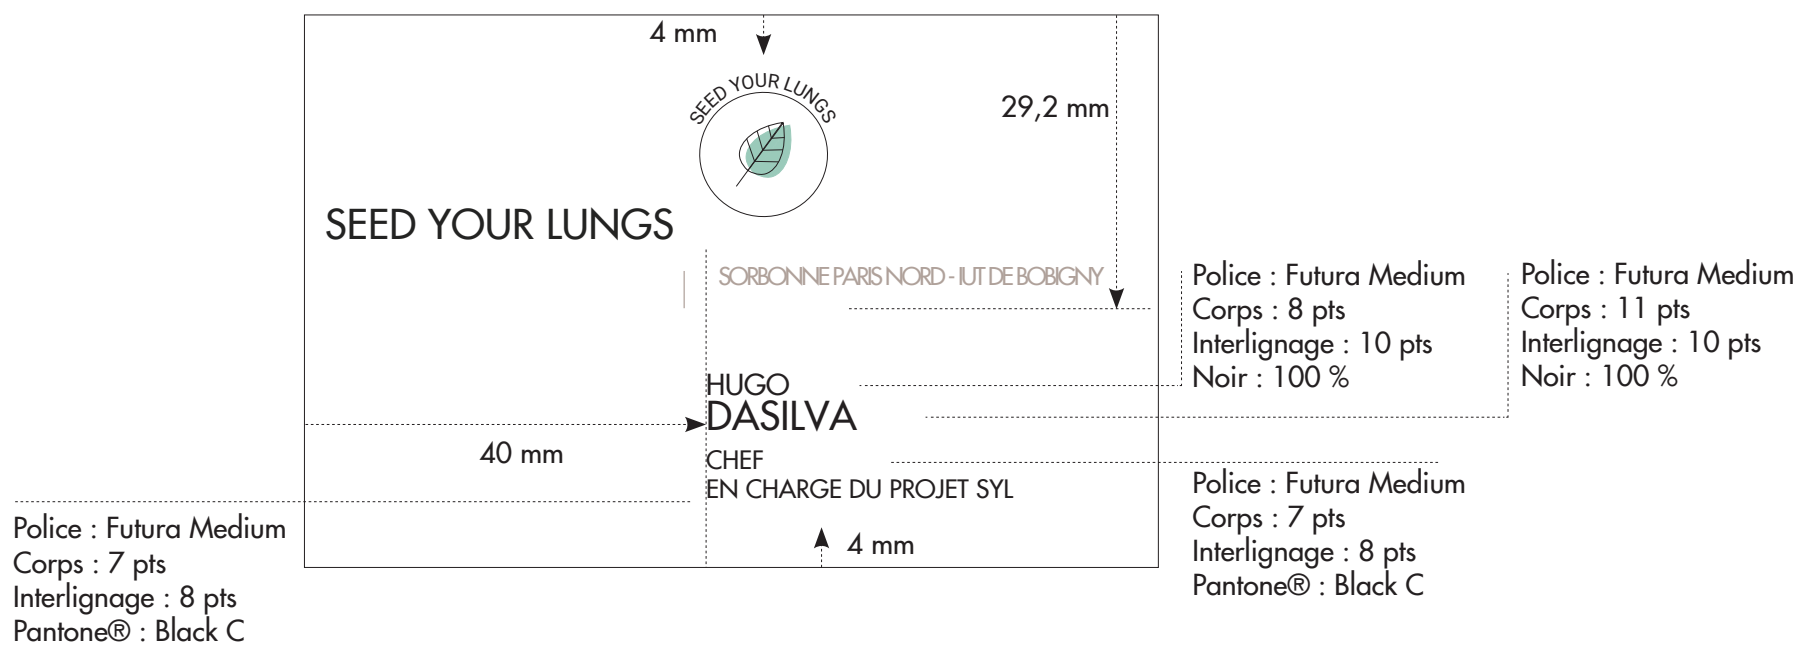 4 mm
SEED YOUR LUNGS
29,2 mm
SEED YOUR LUNGS
SORBONNE PARIS NORD - IUT DE BOBIGNY
Police : Futura Medium
Corps : 8 pts
Interlignage : 10 pts
Noir : 100 %
Police : Futura Medium
Corps : 11 pts
Interlignage : 10 pts
Noir : 100 %
HUGO
DASILVA
40 mm
CHEF
EN CHARGE DU PROJET SYL
Police : Futura Medium
Corps : 7 pts
Interlignage : 8 pts
Pantone® : Black C
4 mm
Police : Futura Medium
Corps : 7 pts
Interlignage : 8 pts
Pantone® : Black C